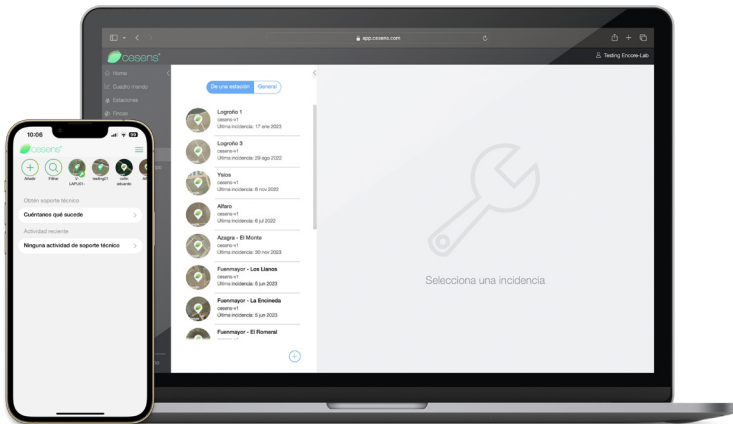 app.cesens.com
cesens®
Testing Encore-Lab
Home
Cuadro mando
Estaciones
Fincas
De una estación
General
Logroño 1
cesens-v1
Última incidencia: 17 ene 2023
Logroño 3
cesens-v1
Última incidencia: 29 ago 2022
Ysios
cesens-v1
Última incidencia: 8 nov 2022
Alfaro
cesens-v1
Última incidencia: 6 jul 2022
Azagra - El Monte
cesens-v1
Última incidencia: 30 nov 2023
Fuenmayor - Los Llanos
cesens-v1
Última incidencia: 6 jun 2023
Fuenmayor - La Encineda
cesens-v1
Última incidencia: 5 jun 2023
Fuenmayor - El Romeral
Selecciona una incidencia
10:06
cesens®
Añadir
Filtrar
V-
LAPU01-
testing01
colin
eduardo
Obtén soporte técnico
Cuéntanos qué sucede
Actividad reciente
Ninguna actividad de soporte técnico